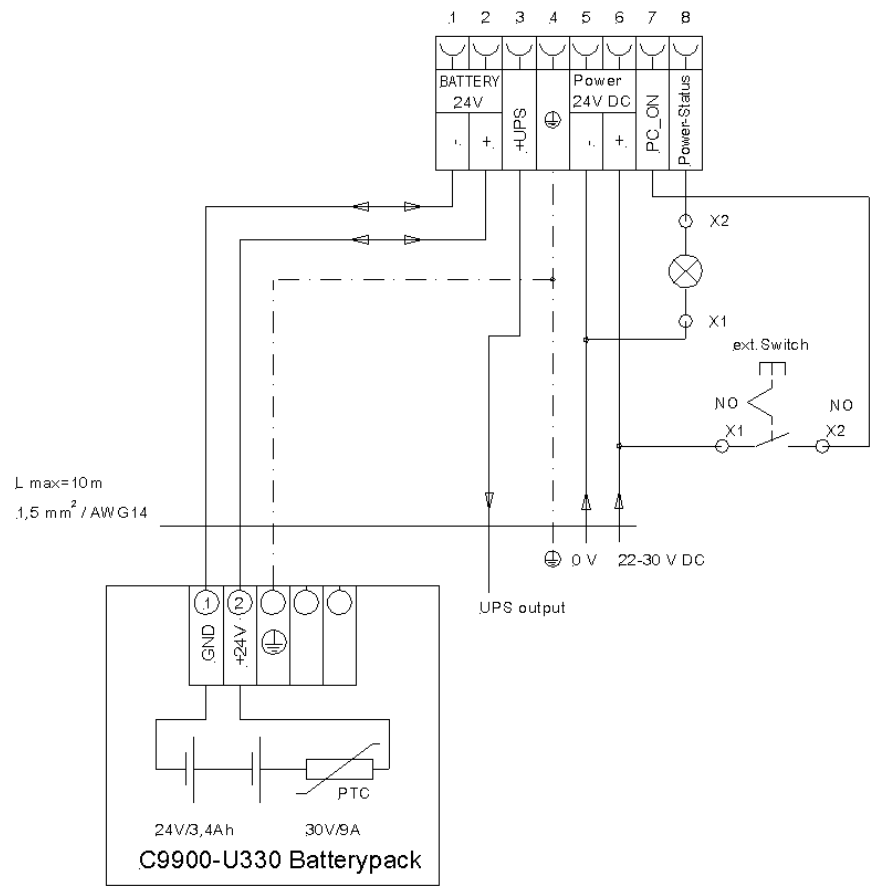 1 2 3 4 5 6 7 8
BATTERY
24V
- +
+UPS
Power
24V DC
- +
PC_ON
Power-Status
X2
X1
ext.Switch
NO NO
X1 X2
L max=10m
1,5 mm² / AWG14
0 V 22-30 V DC
UPS output
1 2
GND
+24V
PTC
24V/3,4Ah 30V/9A
C9900-U330 Batterypack